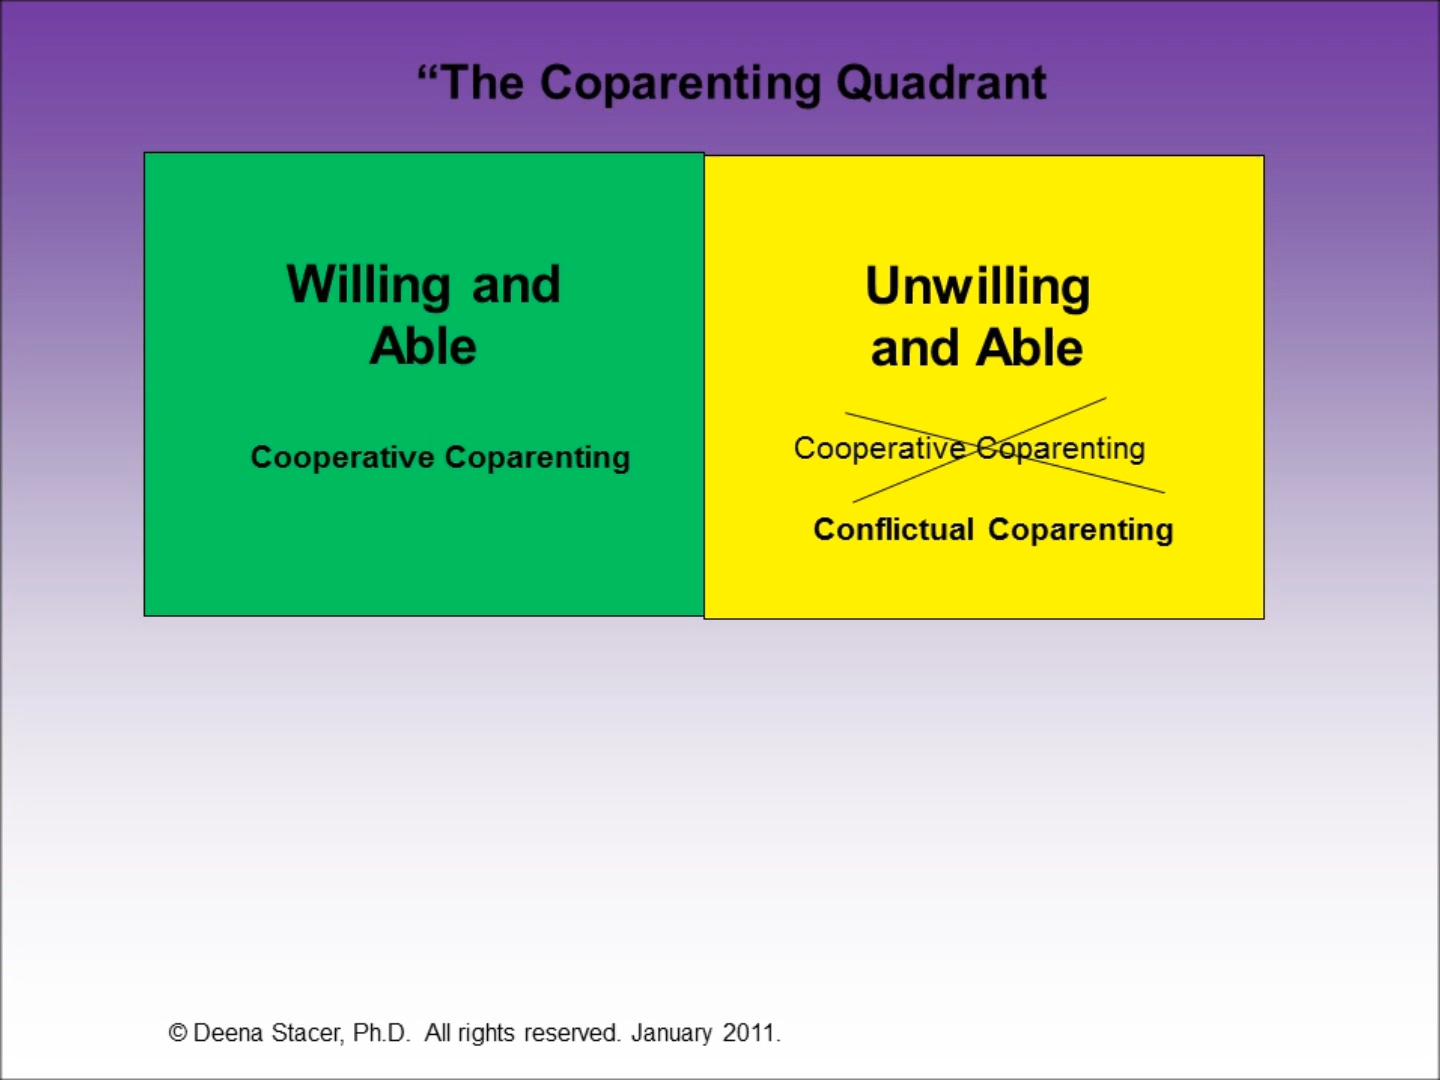 “The Coparenting Quadrant
Willing and
Able
Cooperative Coparenting
Unwilling
and Able
Cooperative Coparenting
Conflictual Coparenting
© Deena Stacer, Ph.D. All rights reserved. January 2011.